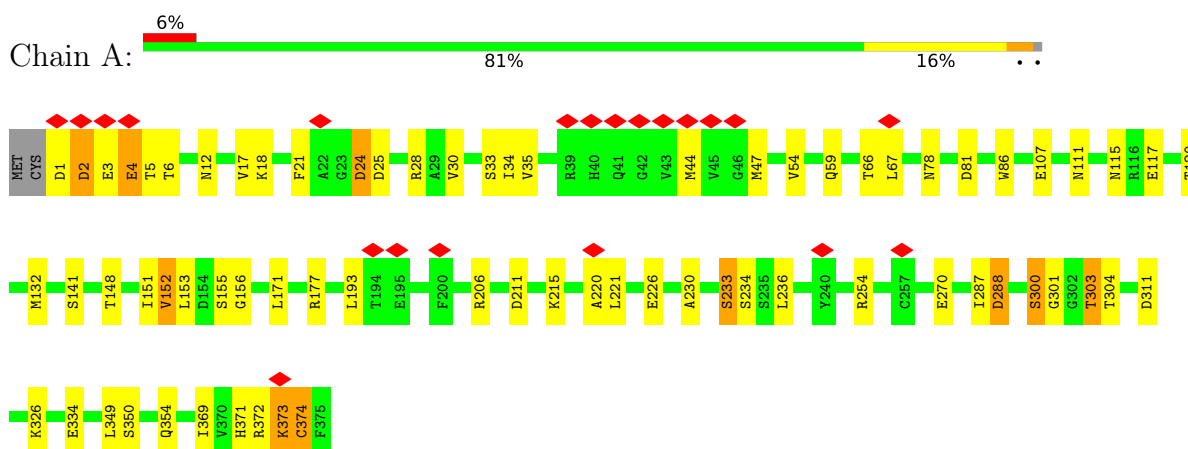 6%
Chain A:
81% 16% • •
MET CYS D1 D2 E3 E4 T5 T6 N12 V17 K18 F21 A22 G23 D24 D25 R28 A29 V30 S33 I34 V35 R39 H40 Q41 G42 V43 M44 V45 G46 M47 V54 Q59 T66 L67 N78 D81 W86 E107 N111 N115 R116 E117
M132 S141 T148 I151 V152 L153 D154 S155 G156 L171 R177 L193 T194 E195 F200 R206 D211 K215 A220 L221 E226 A230 S233 S234 S235 L236 Y240 R254 C257 E270 I287 D288 S300 G301 G302 T303 T304 D311
K326 E334 L349 S350 Q354 I369 V370 H371 R372 K373 C374 F375